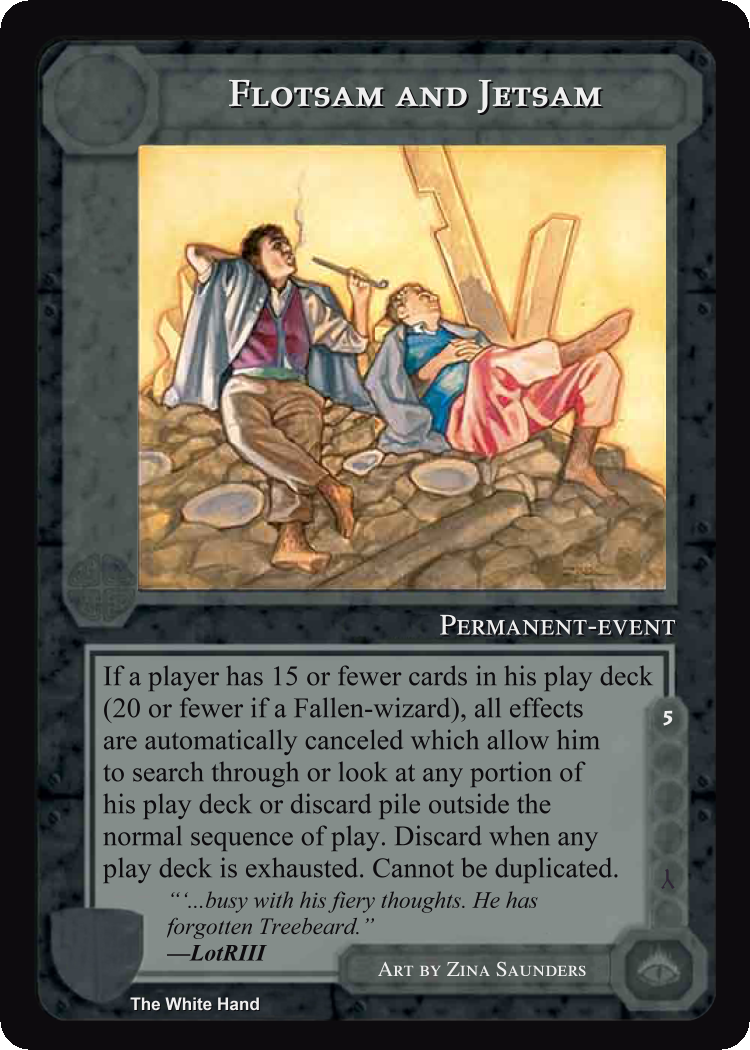 Flotsam and Jetsam
Permanent-event
If a player has 15 or fewer cards in his play deck
(20 or fewer if a Fallen-wizard), all effects
are automatically canceled which allow him
to search through or look at any portion of
his play deck or discard pile outside the
normal sequence of play. Discard when any
play deck is exhausted. Cannot be duplicated.
5
“‘...busy with his fiery thoughts. He has
forgotten Treebeard.”
—LotRIII
Art by Zina Saunders
The White Hand